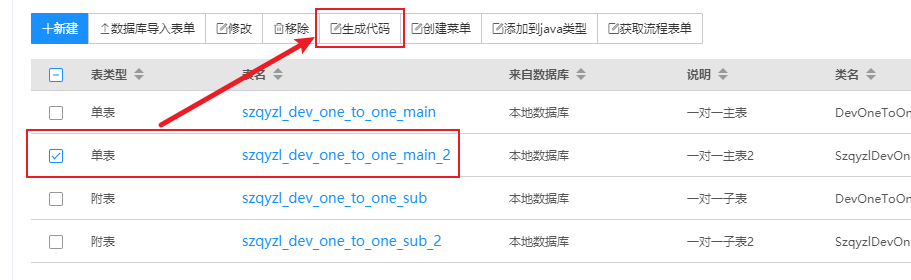 新建 数据库导入表单 修改 移除 生成代码 创建菜单 添加到java类型 获取流程表单
表类型 表名 来自数据库 说明 类名
单表 szqyzl_dev_one_to_one_main 本地数据库 一对一主表 DevOneToOn
单表 szqyzl_dev_one_to_one_main_2 本地数据库 一对一主表2 SzqyzlDevOn
附表 szqyzl_dev_one_to_one_sub 本地数据库 一对一子表 DevOneToOn
附表 szqyzl_dev_one_to_one_sub_2 本地数据库 一对一子表2 SzqyzlDevOn